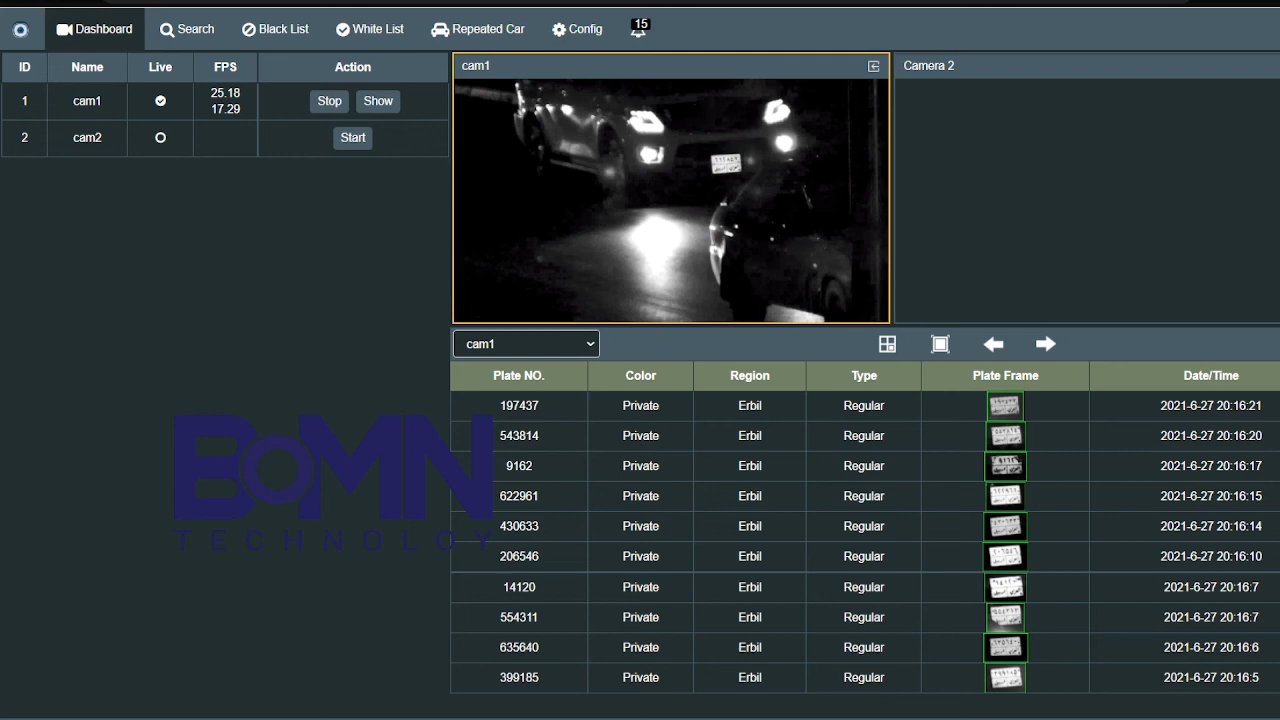 Dashboard Search Black List White List Repeated Car Config 15
ID Name Live FPS Action
1 cam1 25.18 17.29 Stop Show
2 cam2 Start
cam1
Camera 2
cam1
Plate NO. Color Region Type Plate Frame Date/Time
197437 Private Erbil Regular 2021-6-27 20:16:21
543814 Private Erbil Regular 2021-6-27 20:16:20
9162 Private Erbil Regular 2021-6-27 20:16:17
622961 Private Erbil Regular 2021-6-27 20:16:15
430633 Private Erbil Regular 2021-6-27 20:16:14
206546 Private Erbil Regular 2021-6-27 20:16:10
14120 Private Erbil Regular 2021-6-27 20:16:7
554311 Private Erbil Regular 2021-6-27 20:16:7
635640 Private Erbil Regular 2021-6-27 20:16:6
399185 Private Erbil Regular 2021-6-27 20:16:5
BOMN
TECHNOLOY